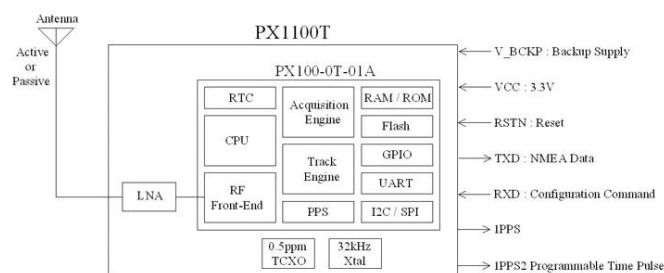 Antenna
Active
or
Passive
PX1100T
PX100-0T-01A
RTC
CPU
RF
Front-End
Acquisition
Engine
Track
Engine
PPS
RAM / ROM
Flash
GPIO
UART
I2C / SPI
LNA
0.5ppm
TCXO
32kHz
Xtal
V_BCKP : Backup Supply
VCC : 3.3V
RSTN : Reset
TXD : NMEA Data
RXD : Configuration Command
1PPS
1PPS2 Programmable Time Pulse